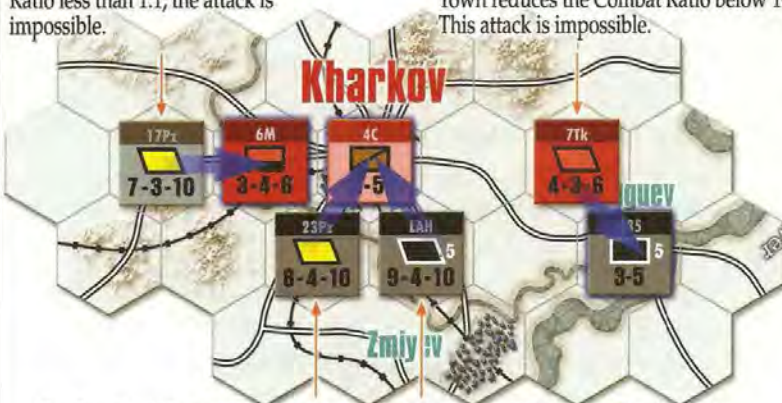 Ratio less than 1:1, the attack is
impossible.
Town reduces the Combat Ratio below 1
This attack is impossible.
Kharkov
17Pz
7-3-10
6M
3-4-6
4C
-5
7Tk
4-3-6
guev
23Pz
8-4-10
LAH
5
9-4-10
5
3-5
Zmiyev